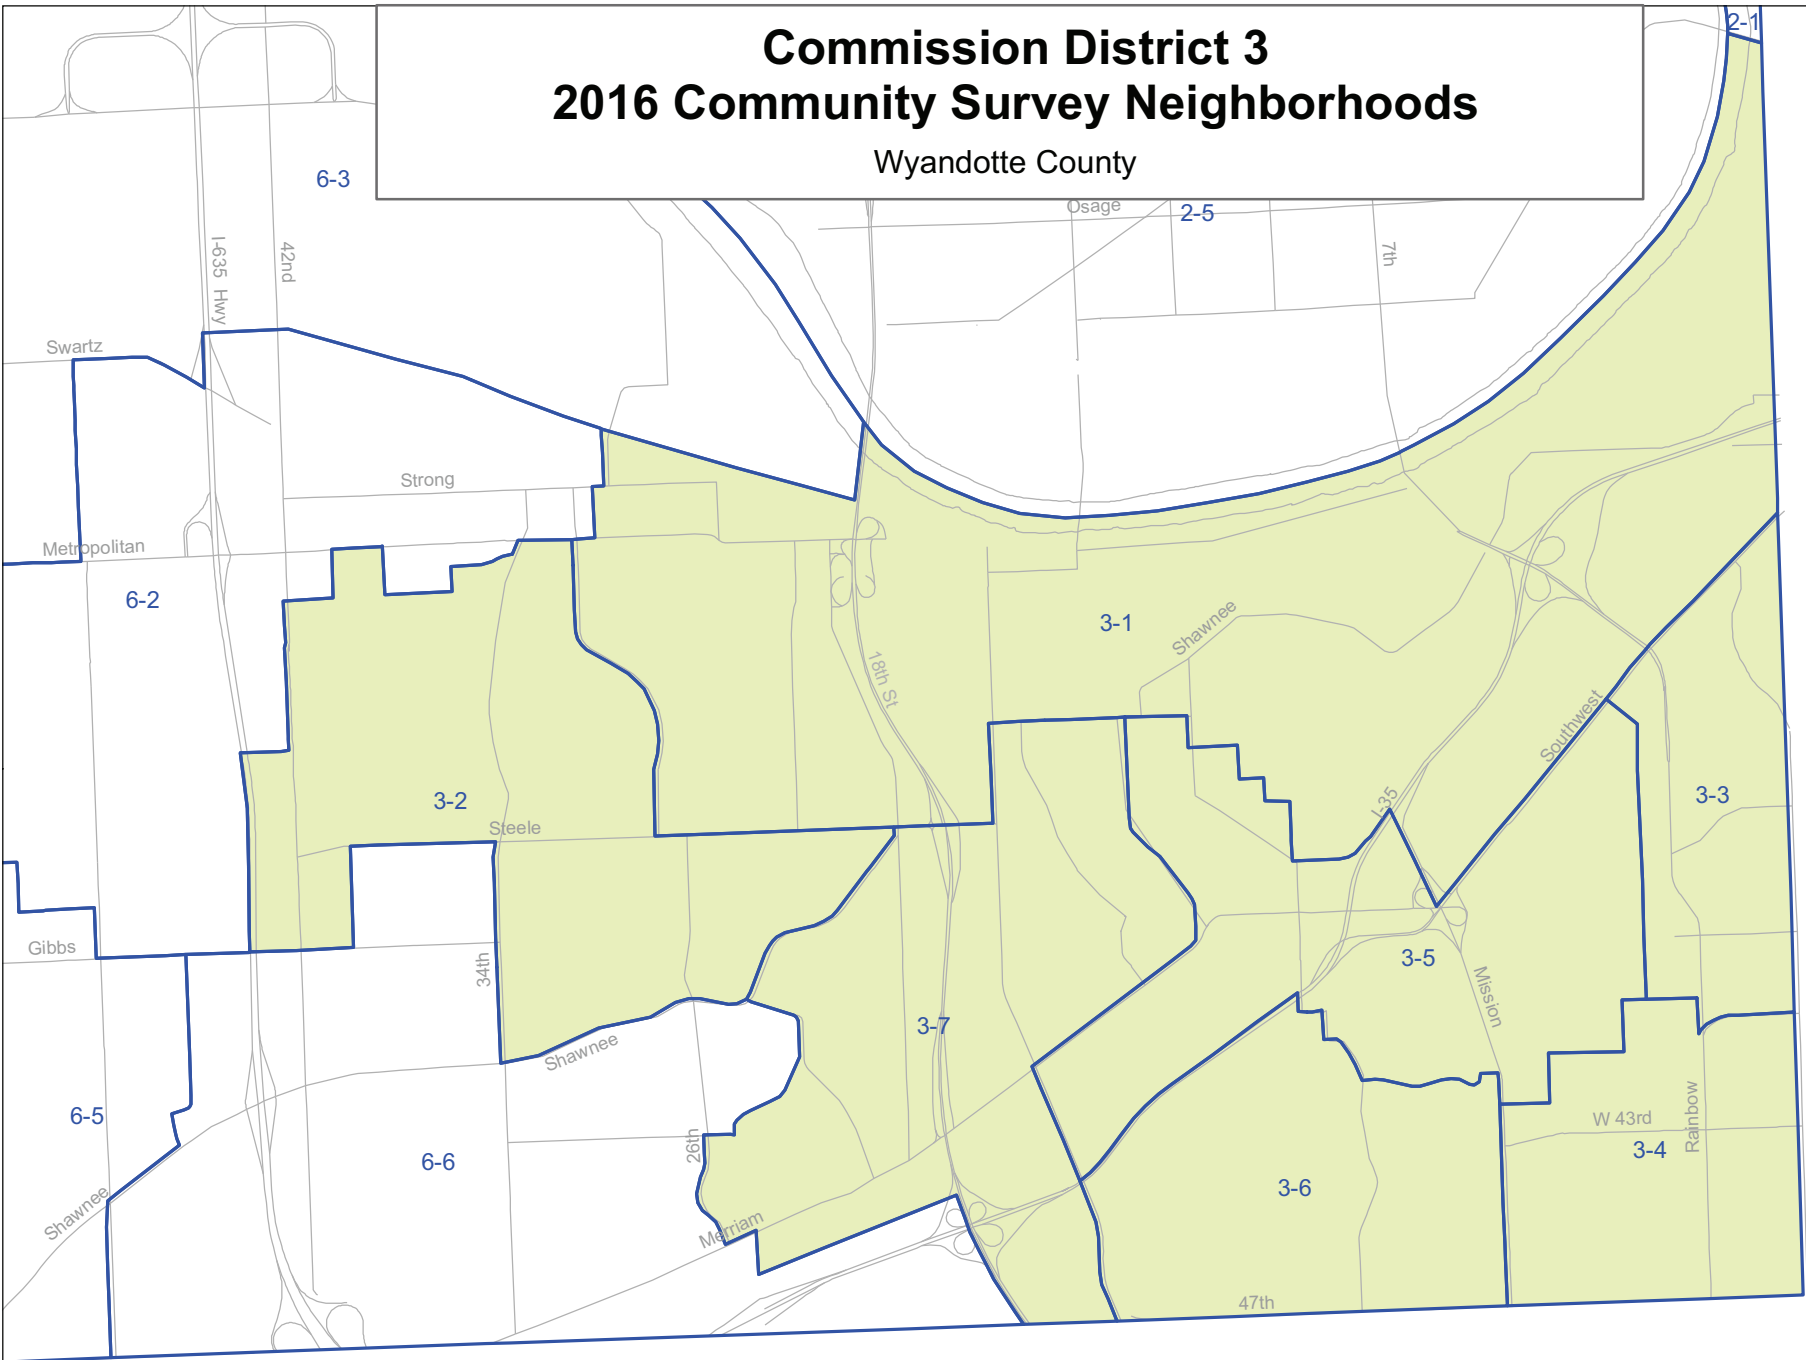 Commission District 3
2016 Community Survey Neighborhoods
Wyandotte County
2-1
6-3
Osage
2-5
I-635 Hwy
42nd
7th
Swartz
Strong
Metropolitan
6-2
3-1
Shawnee
18th St
Southwest
3-2
I-35
3-3
Steele
Gibbs
34th
3-5
Mission
3-7
Shawnee
6-5
26th
Rainbow
W 43rd
3-4
6-6
3-6
Shawnee
Merriam
47th